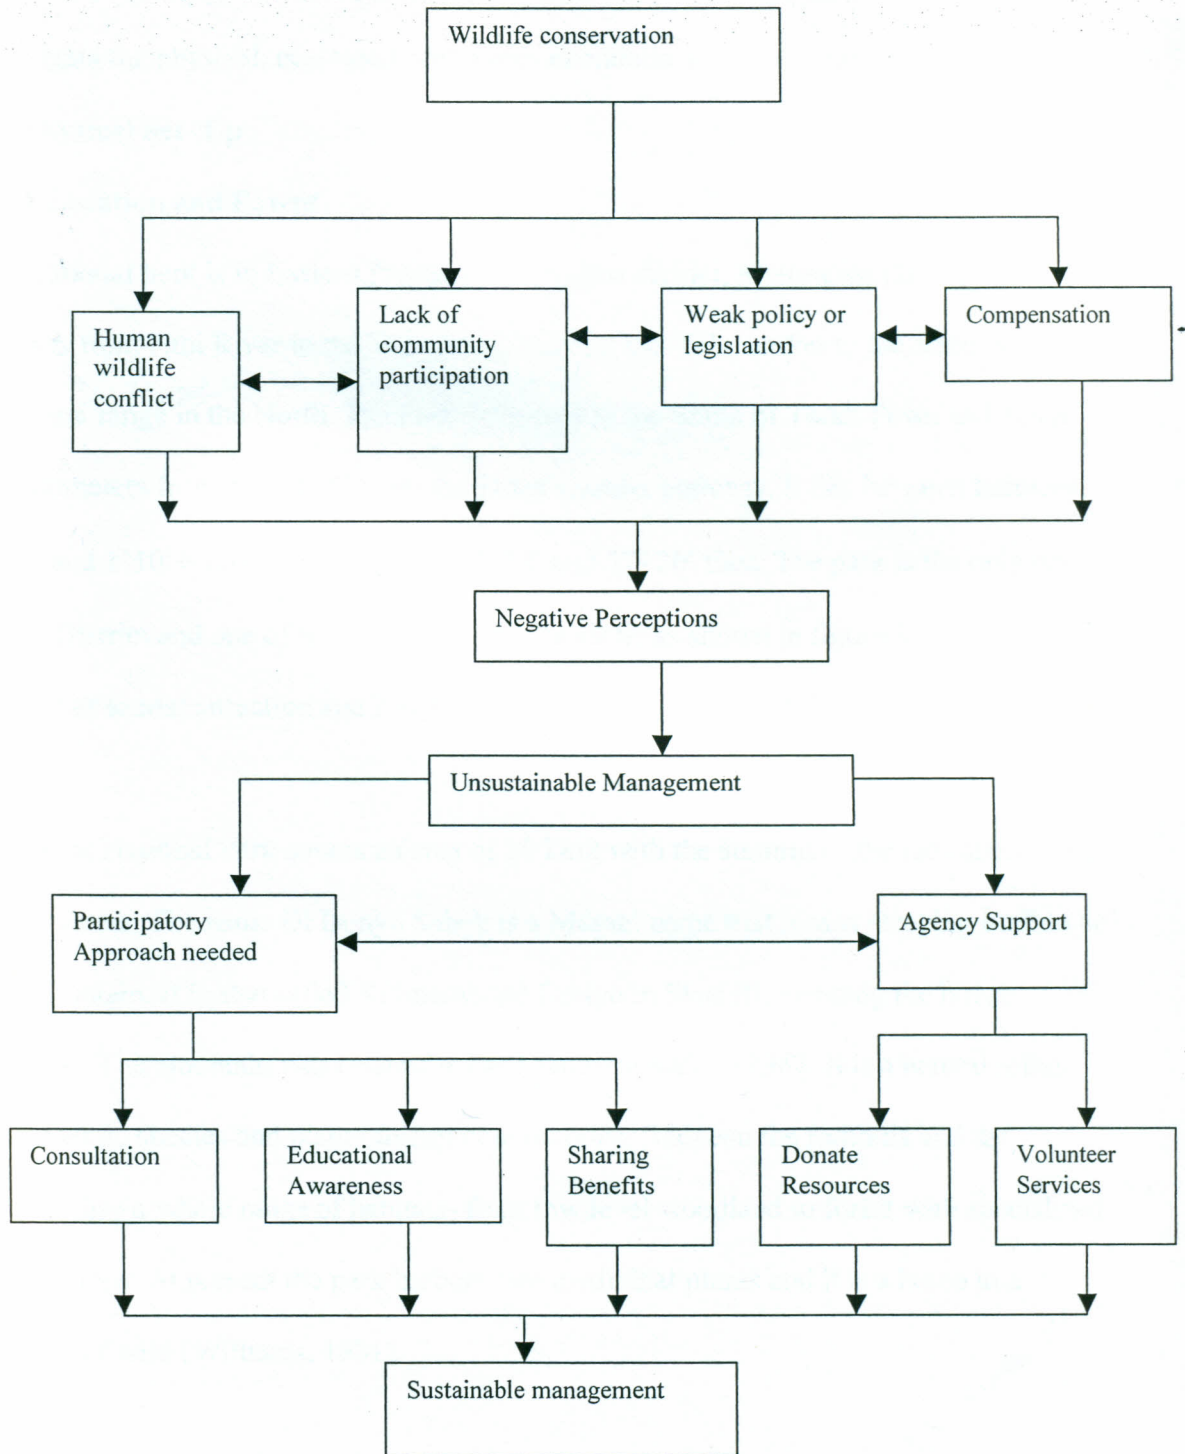 Wildlife conservation
Human
wildlife
conflict
Lack of
community
participation
Weak policy or
legislation
Compensation
Negative Perceptions
Unsustainable Management
Participatory
Approach needed
Agency Support
Consultation
Educational
Awareness
Sharing
Benefits
Donate
Resources
Volunteer
Services
Sustainable management